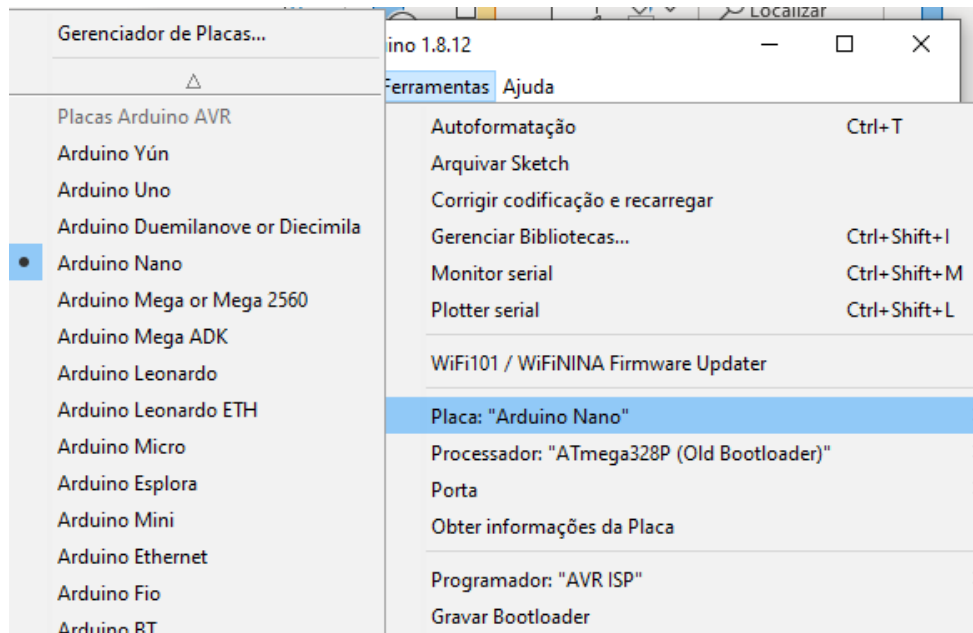 Localizar
Gerenciador de Placas...
ino 1.8.12
Ferramentas Ajuda
Placas Arduino AVR
Arduino Yún
Arduino Uno
Arduino Duemilanove or Diecimila
Arduino Nano
Arduino Mega or Mega 2560
Arduino Mega ADK
Arduino Leonardo
Arduino Leonardo ETH
Arduino Micro
Arduino Esplora
Arduino Mini
Arduino Ethernet
Arduino Fio
Arduino BT
Autoformatação Ctrl+T
Arquivar Sketch
Corrigir codificação e recarregar
Gerenciar Bibliotecas... Ctrl+Shift+I
Monitor serial Ctrl+Shift+M
Plotter serial Ctrl+Shift+L
WiFi101 / WiFiNINA Firmware Updater
Placa: "Arduino Nano"
Processador: "ATmega328P (Old Bootloader)"
Porta
Obter informações da Placa
Programador: "AVR ISP"
Gravar Bootloader